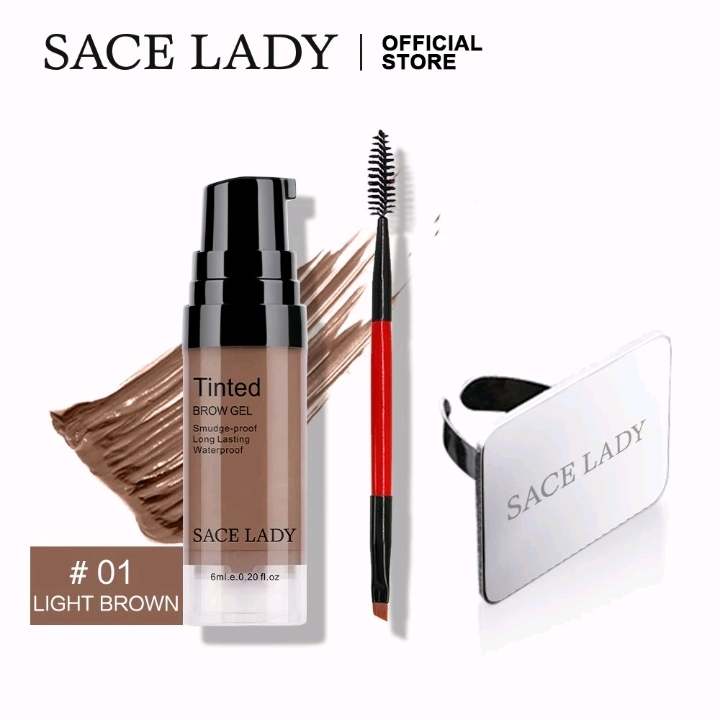 SACE LADY
OFFICIAL
STORE
Tinted
BROW GEL
Smudge-proof
Long Lasting
Waterproof
SACE LADY
6ml.e.0.20 fl.oz
# 01
LIGHT BROWN
SACE LADY